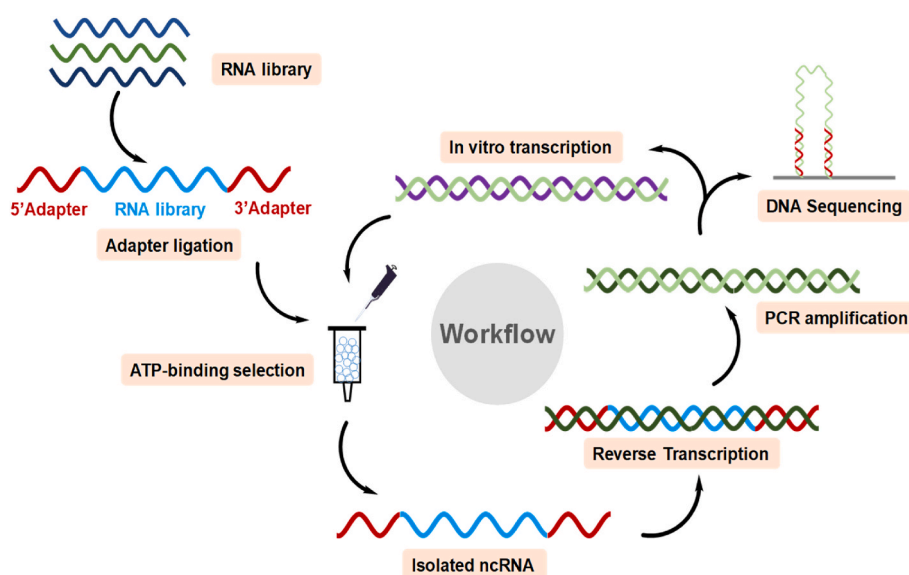 RNA library
5'Adapter RNA library 3'Adapter
Adapter ligation
ATP-binding selection
Isolated ncRNA
Reverse Transcription
PCR amplification
DNA Sequencing
In vitro transcription
Workflow